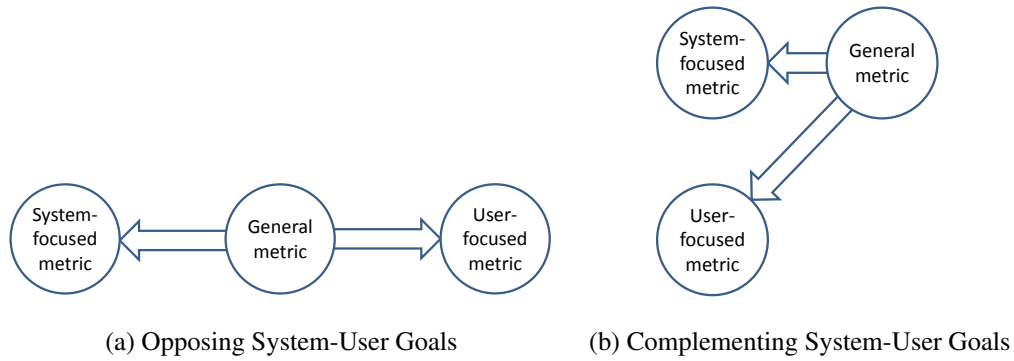 System-
focused
metric
General
metric
User-
focused
metric
(a) Opposing System-User Goals
System-
focused
metric
General
metric
User-
focused
metric
(b) Complementing System-User Goals